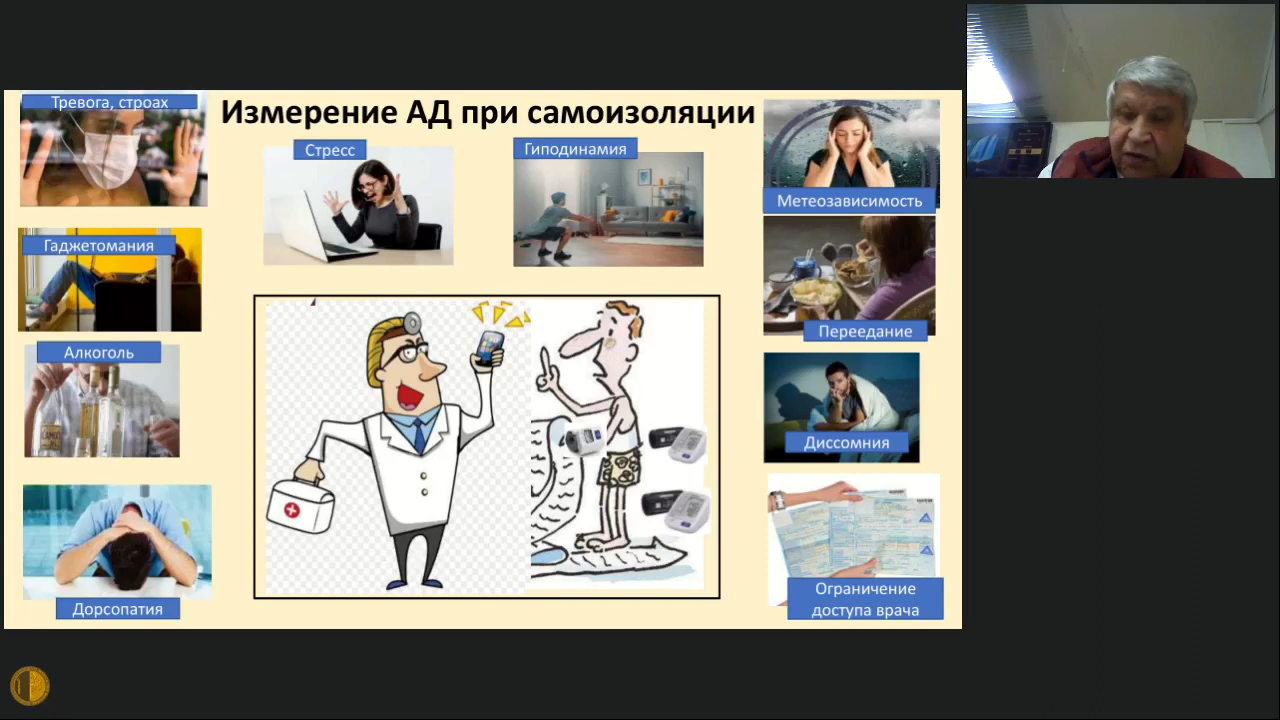 Измерение АД при самоизоляции
Тревога, строах
Стресс
Гиподинамия
Метеозависимость
Гаджетомания
Переедание
Алкоголь
Диссомния
Дорсопатия
Ограничение
доступа врача